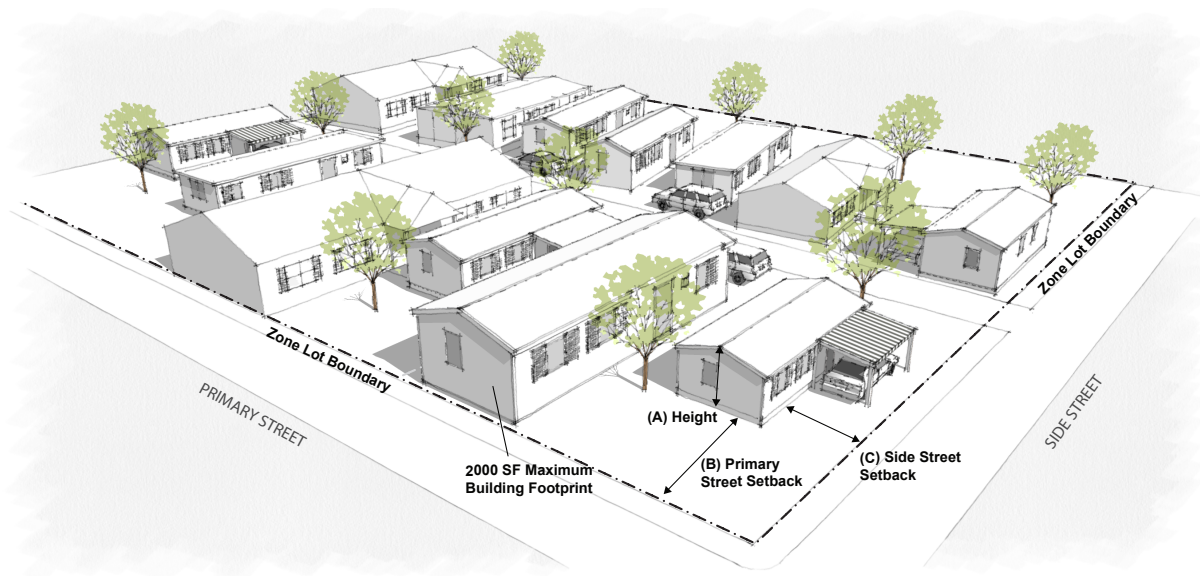 Zone Lot Boundary
Zone Lot Boundary
PRIMARY STREET
SIDE STREET
(A) Height
(B) Primary
Street Setback
(C) Side Street
Setback
2000 SF Maximum
Building Footprint